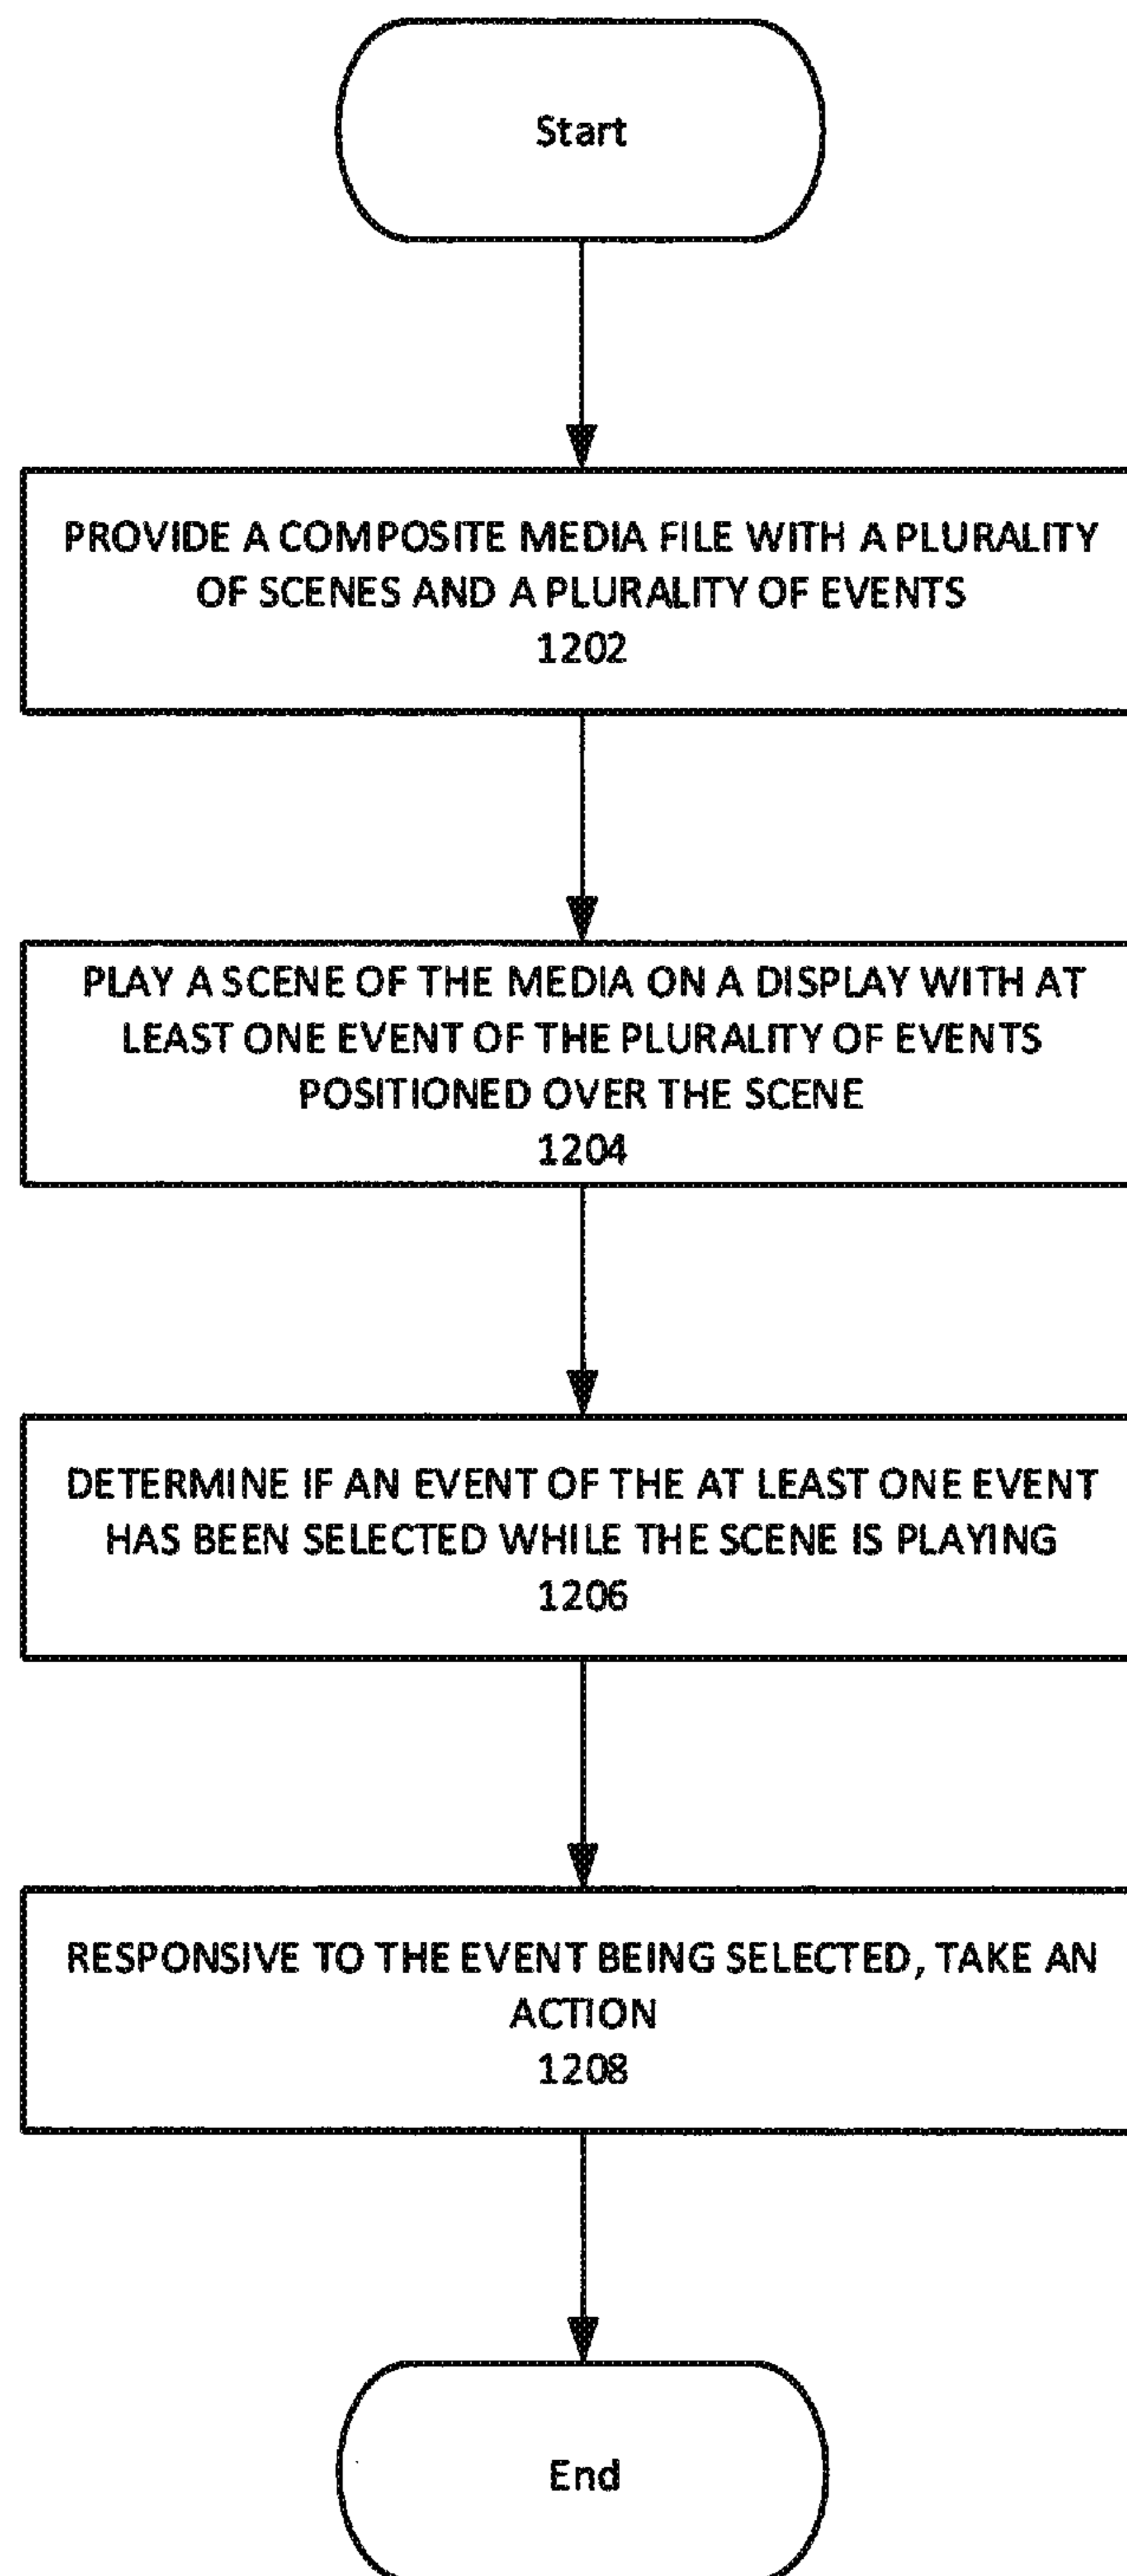 Start
PROVIDE A COMPOSITE MEDIA FILE WITH A PLURALITY
OF SCENES AND A PLURALITY OF EVENTS
1202
PLAY A SCENE OF THE MEDIA ON A DISPLAY WITH AT
LEAST ONE EVENT OF THE PLURALITY OF EVENTS
POSITIONED OVER THE SCENE
1204
DETERMINE IF AN EVENT OF THE AT LEAST ONE EVENT
HAS BEEN SELECTED WHILE THE SCENE IS PLAYING
1206
RESPONSIVE TO THE EVENT BEING SELECTED, TAKE AN
ACTION
1208
End